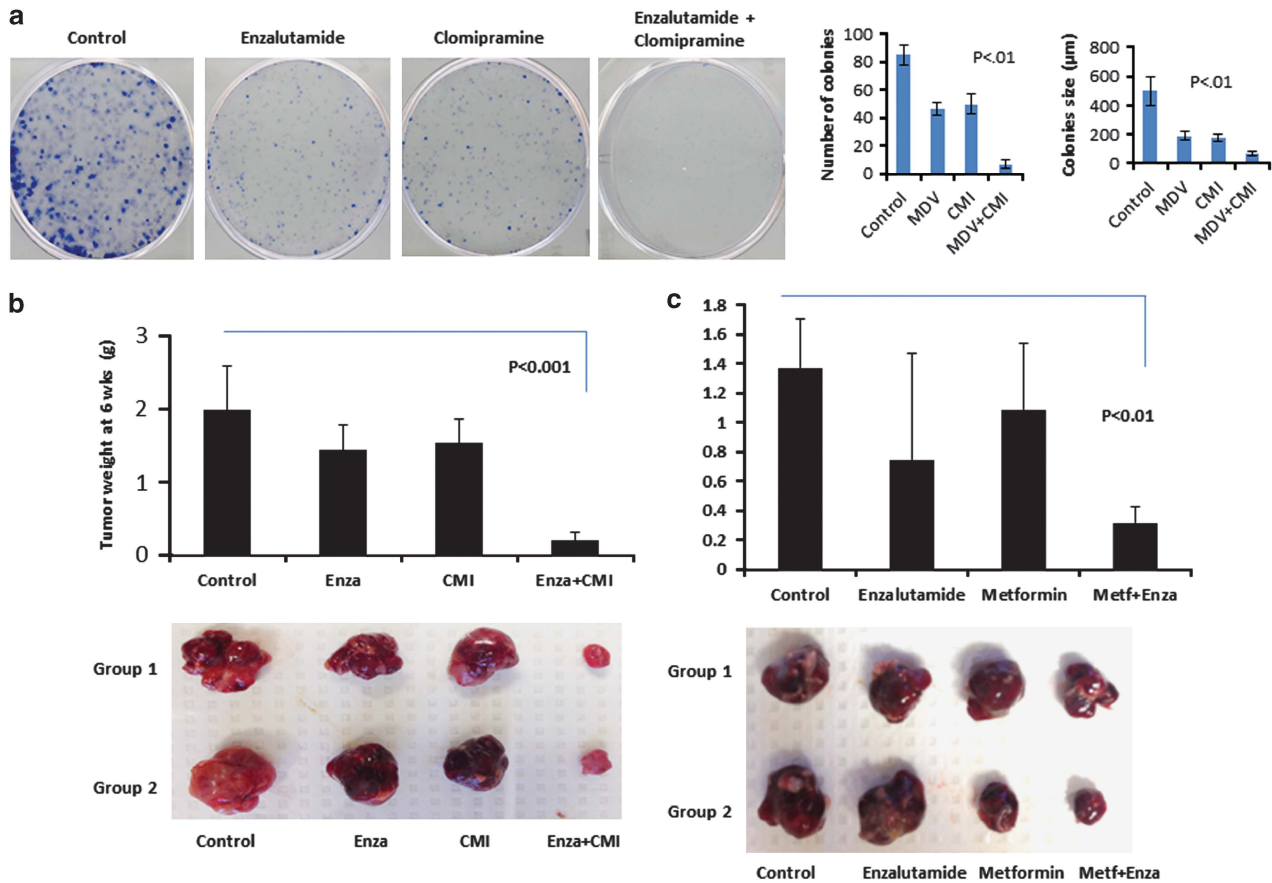 a
Control
Enzalutamide
Clomipramine
Enzalutamide +
Clomipramine
Number of colonies
100
80
60
40
20
0
P<.01
Control
MDV
CMI
MDV+CMI
Colonies size (µm)
800
600
400
200
0
P<.01
Control
MDV
CMI
MDV+CMI
b
Tumor weight at 6 wks (g)
3
2
1
0
P<0.001
Control
Enza
CMI
Enza+CMI
Group 1
Group 2
Control
Enza
CMI
Enza+CMI
c
1.8
1.6
1.4
1.2
1
0.8
0.6
0.4
0.2
0
P<0.01
Control
Enzalutamide
Metformin
Metf+Enza
Group 1
Group 2
Control
Enzalutamide
Metformin
Metf+Enza